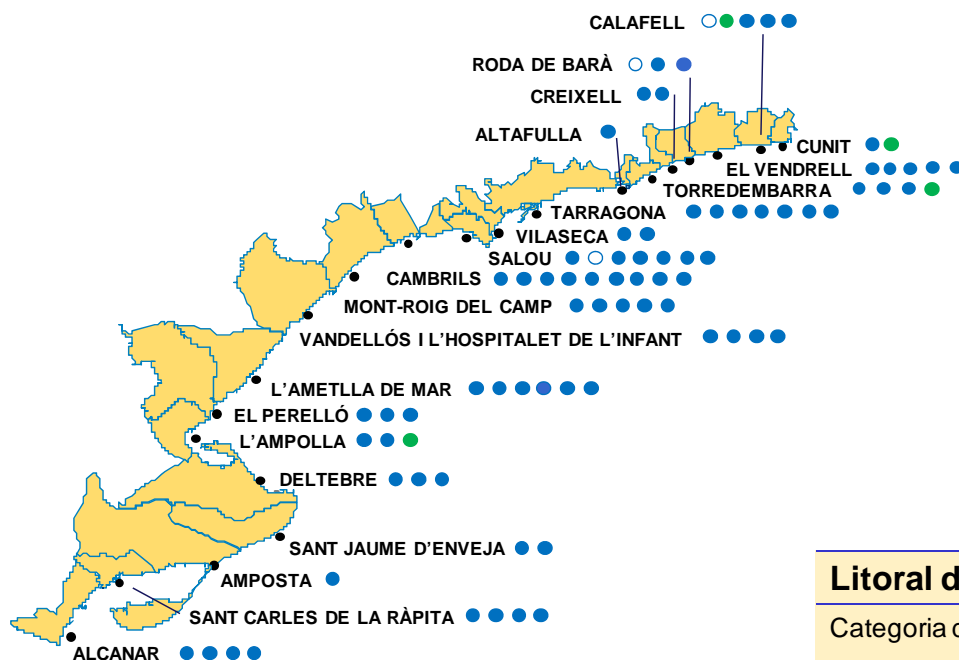 CALAFELL
RODA DE BARÀ
CREIXELL
ALTAFULLA
CUNIT
EL VENDRELL
TORREDEMBARRA
TARRAGONA
VILASECA
SALOU
CAMBRILS
MONT-ROIG DEL CAMP
VANDELLÓS I L'HOSPITALET DE L'INFANT
L'AMETLLA DE MAR
EL PERELLÓ
L'AMPOLLA
DELTEBRE
SANT JAUME D'ENVEJA
AMPOSTA
Litoral d
Categoria
SANT CARLES DE LA RÀPITA
ALCANAR